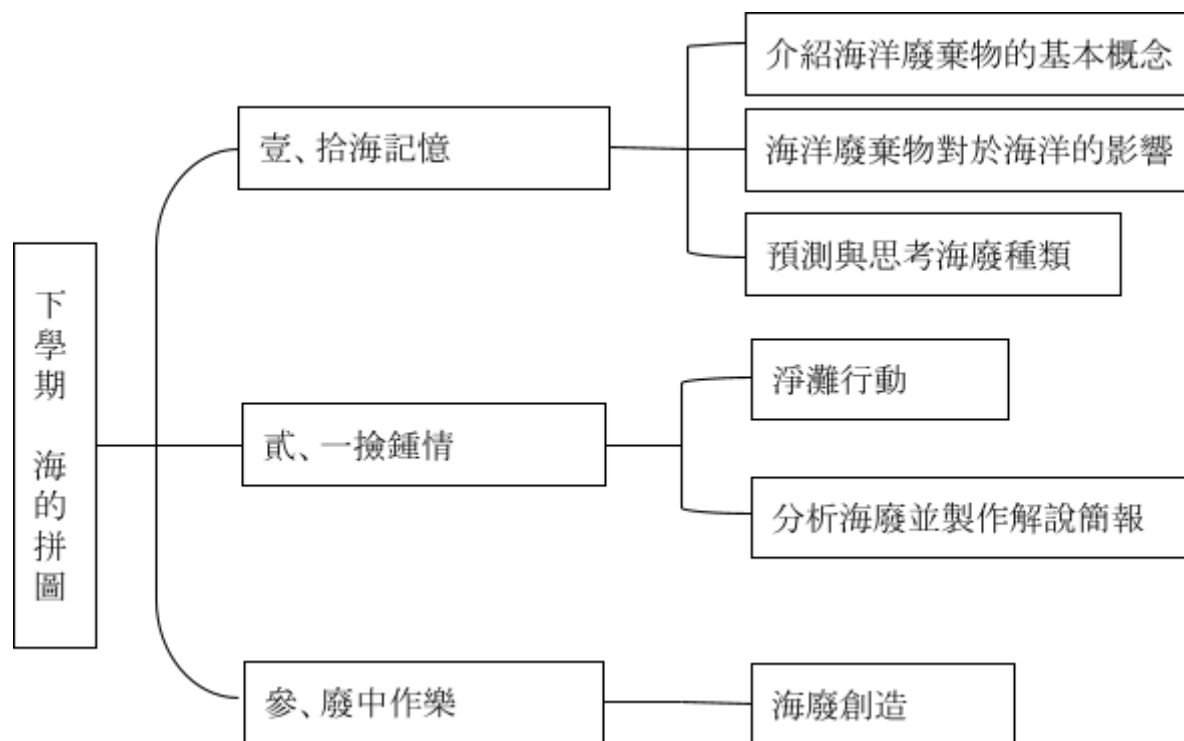 下學期 海的拼圖
壹、拾海記憶
介紹海洋廢棄物的基本概念
海洋廢棄物對於海洋的影響
預測與思考海廢種類
貳、一撿鍾情
淨灘行動
分析海廢並製作解說簡報
參、廢中作樂
海廢創造